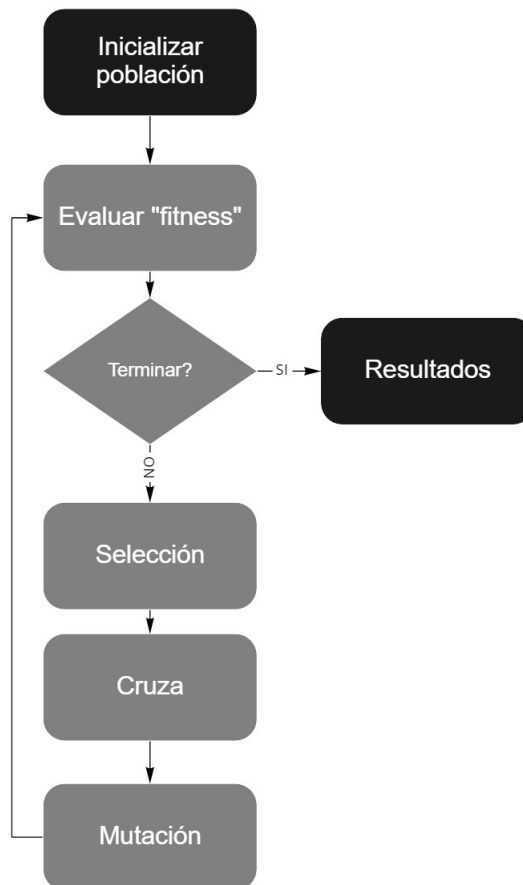 Inicializar
población
Evaluar "fitness"
Terminar?
SI
Resultados
NO
Selección
Cruza
Mutación